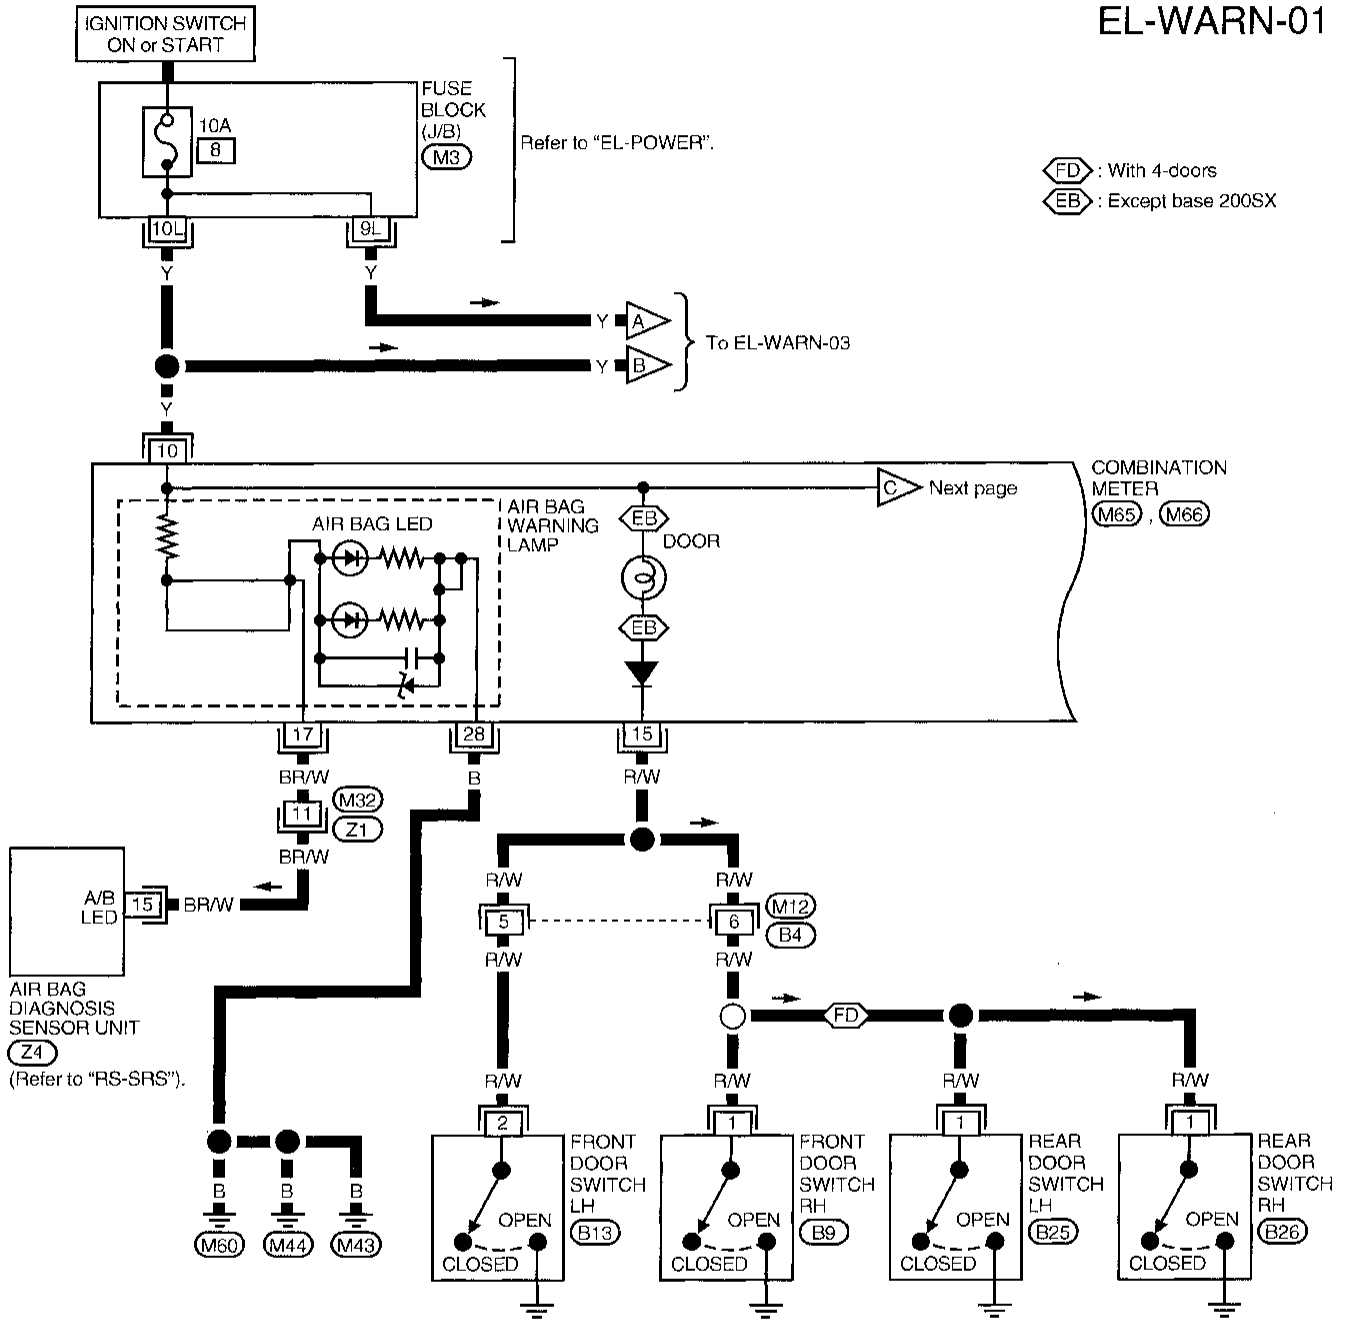 EL-WARN-01
IGNITION SWITCH
ON or START
FUSE
BLOCK
(J/B)
M3
10A
8
Refer to “EL-POWER”.
FD : With 4-doors
EB : Except base 200SX
10L
9L
Y
Y
Y A
Y B
To EL-WARN-03
Y
10
COMBINATION
METER
M65 , M66
C Next page
AIR BAG
WARNING
LAMP
AIR BAG LED
EB
DOOR
EB
17
28
15
BR/W
B
R/W
11
M32
Z1
BR/W
A/B
LED
15
BR/W
AIR BAG
DIAGNOSIS
SENSOR UNIT
Z4
(Refer to “RS-SRS”).
R/W
R/W
5
6
M12
B4
R/W
R/W
FD
R/W
R/W
R/W
R/W
2
1
1
1
FRONT
DOOR
SWITCH
LH
B13
OPEN
CLOSED
FRONT
DOOR
SWITCH
RH
B9
OPEN
CLOSED
REAR
DOOR
SWITCH
LH
B25
OPEN
CLOSED
REAR
DOOR
SWITCH
RH
B26
OPEN
CLOSED
B
B
B
M60
M44
M43